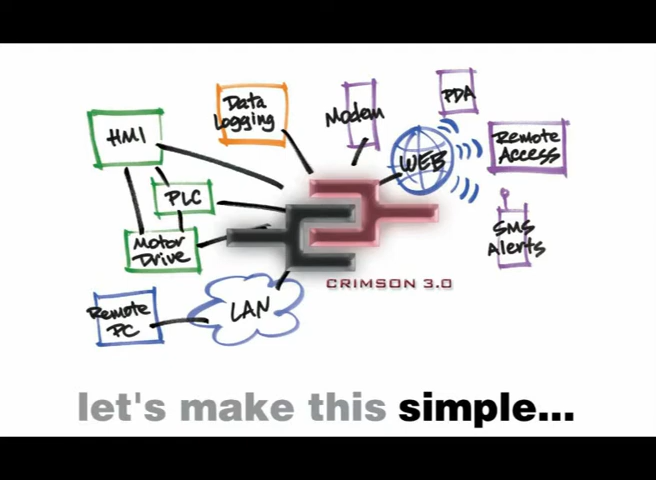 PDA
Data
Logging
Modem
HMI
WEB
Remote
Access
PLC
SMS
Alerts
Motor
Drive
CRIMSON 3.0
Remote
PC
LAN
let's make this simple...